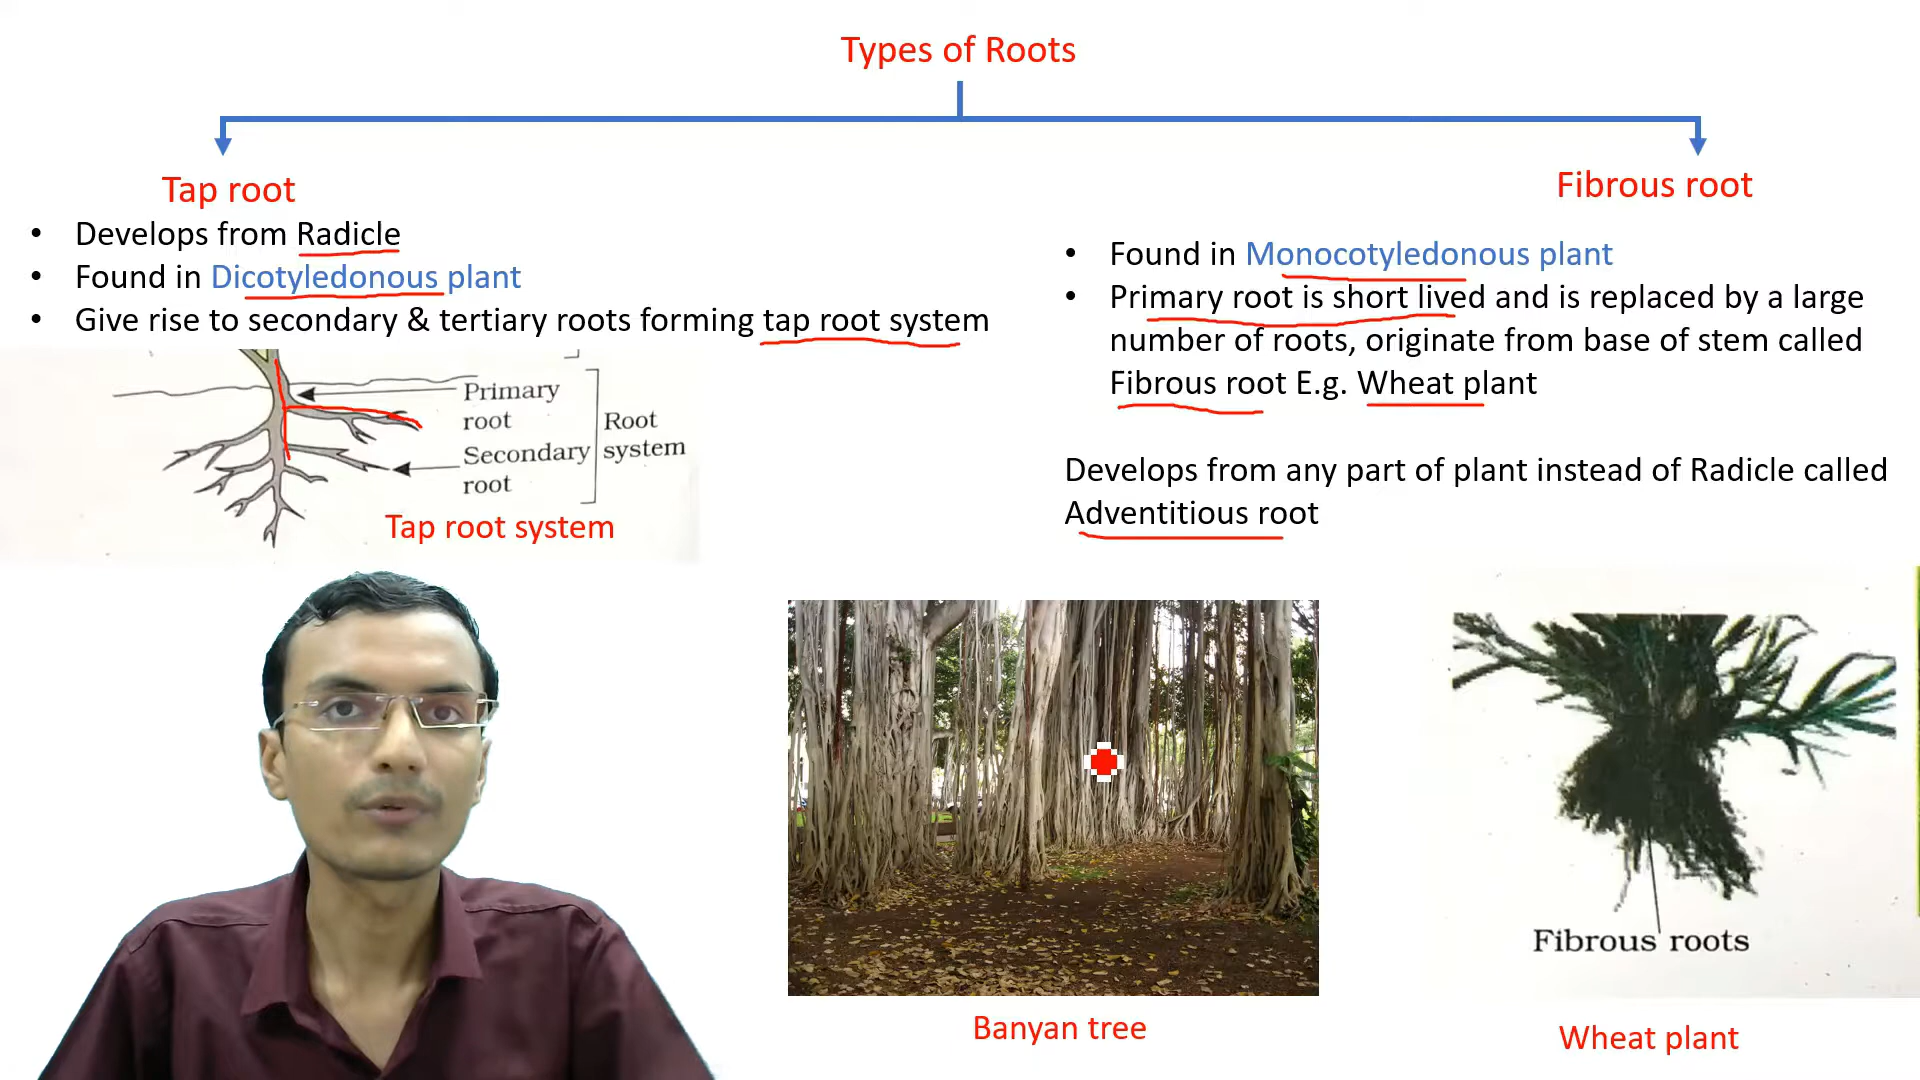 Types of Roots
Tap root
• Develops from Radicle
• Found in Dicotyledonous plant
• Give rise to secondary & tertiary roots forming tap root system
Primary
root
Secondary
root
Root
system
Tap root system
Fibrous root
• Found in Monocotyledonous plant
• Primary root is short lived and is replaced by a large
number of roots, originate from base of stem called
Fibrous root E.g. Wheat plant
Develops from any part of plant instead of Radicle called
Adventitious root
Banyan tree
Fibrous roots
Wheat plant